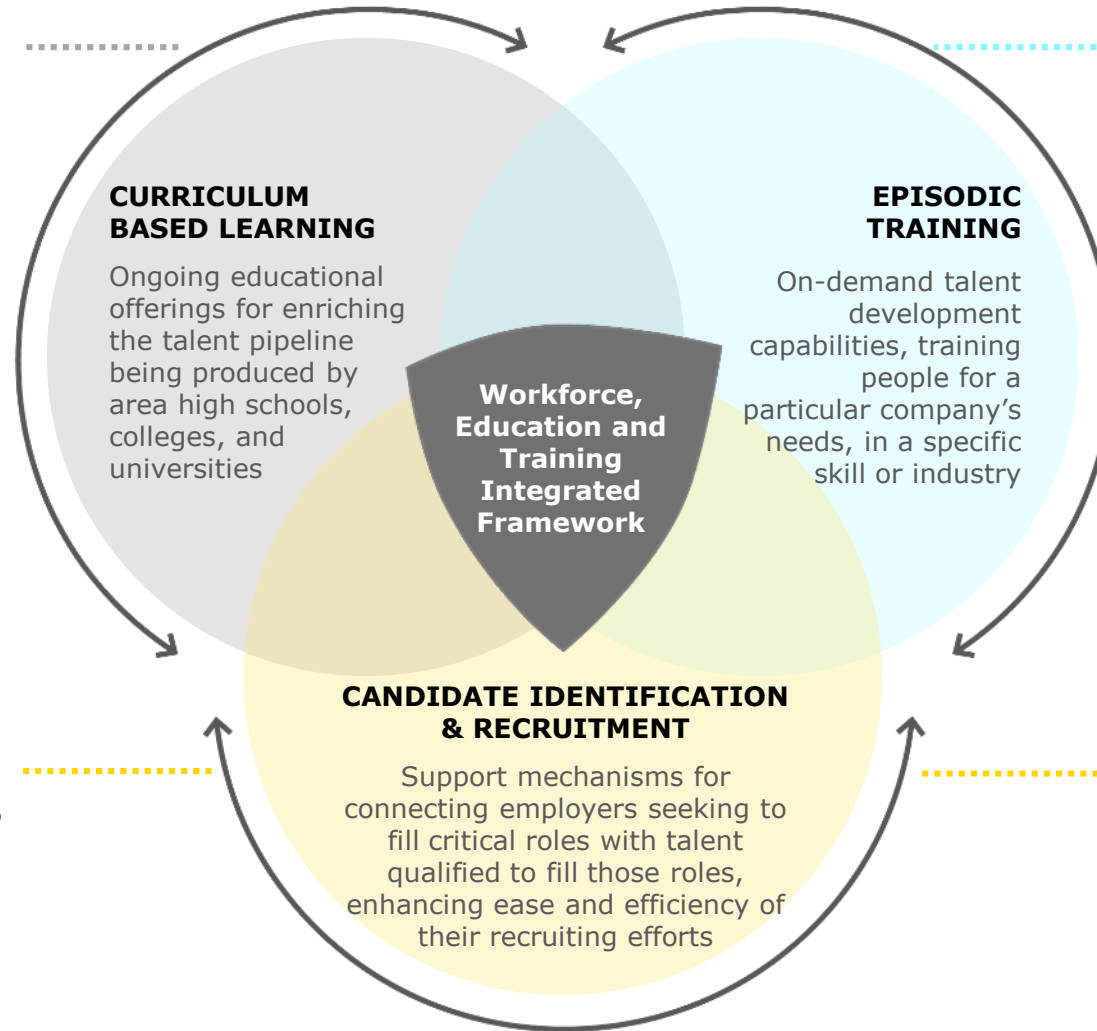 CURRICULUM
BASED LEARNING
Ongoing educational
offerings for enriching
the talent pipeline
being produced by
area high schools,
colleges, and
universities
EPISODIC
TRAINING
On-demand talent
development
capabilities, training
people for a
particular company’s
needs, in a specific
skill or industry
Workforce,
Education and
Training
Integrated
Framework
CANDIDATE IDENTIFICATION
& RECRUITMENT
Support mechanisms for
connecting employers seeking to
fill critical roles with talent
qualified to fill those roles,
enhancing ease and efficiency of
their recruiting efforts